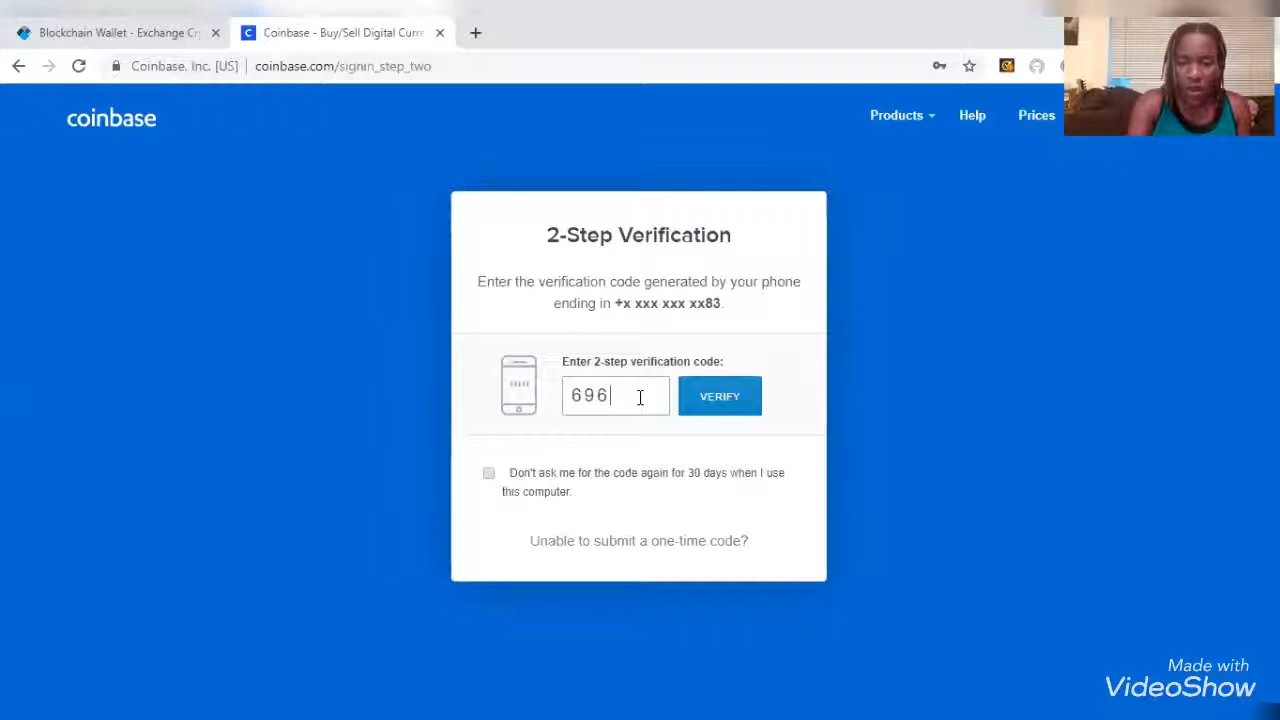 Blockchain Wallet - Exchange Cr
Coinbase - Buy/Sell Digital Curre
Coinbase, Inc. [US]
coinbase.com/signin_step_two
coinbase
Products
Help
Prices
2-Step Verification
Enter the verification code generated by your phone
ending in +x xxx xxx xx83.
Enter 2-step verification code:
696
VERIFY
Don't ask me for the code again for 30 days when I use
this computer.
Unable to submit a one-time code?
Made with
VideoShow